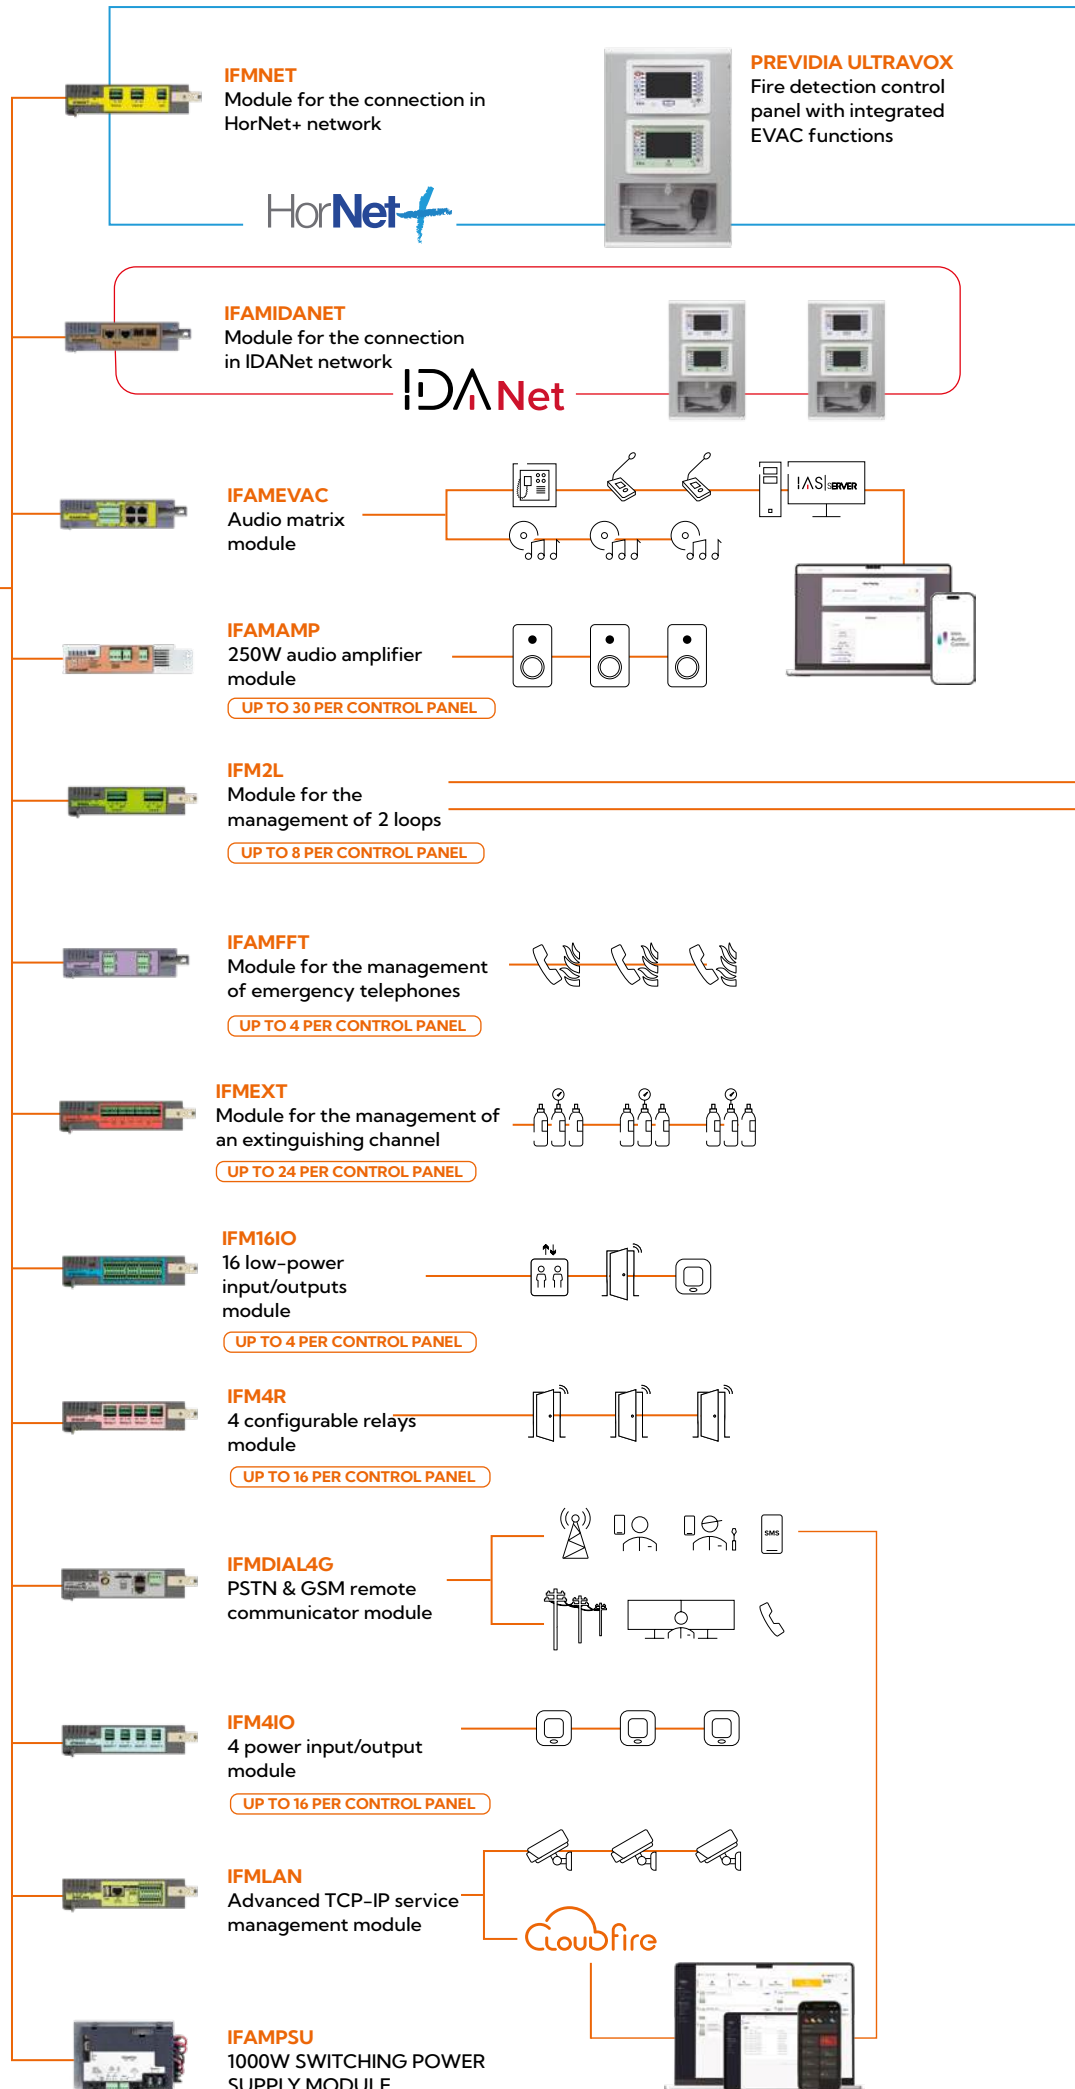 IFMNET
Module for the connection in
HorNet+ network
PREVIDIA ULTRAVOX
Fire detection control
panel with integrated
EVAC functions
HorNet+
IFAMIDANET
Module for the connection
in IDANet network
IDANet
IFAMEVAC
Audio matrix
module
IAS SERVER
IFAMAMP
250W audio amplifier
module
UP TO 30 PER CONTROL PANEL
Inim
Audio
Control
IFM2L
Module for the
management of 2 loops
UP TO 8 PER CONTROL PANEL
IFAMFFT
Module for the management
of emergency telephones
UP TO 4 PER CONTROL PANEL
IFMEXT
Module for the management of
an extinguishing channel
UP TO 24 PER CONTROL PANEL
IFM16IO
16 low-power
input/outputs
module
UP TO 4 PER CONTROL PANEL
IFM4R
4 configurable relays
module
UP TO 16 PER CONTROL PANEL
SMS
IFMDIAL4G
PSTN & GSM remote
communicator module
IFM4IO
4 power input/output
module
UP TO 16 PER CONTROL PANEL
IFMLAN
Advanced TCP-IP service
management module
Cloudfire
IFAMPSU
1000W SWITCHING POWER
SUPPLY MODULE